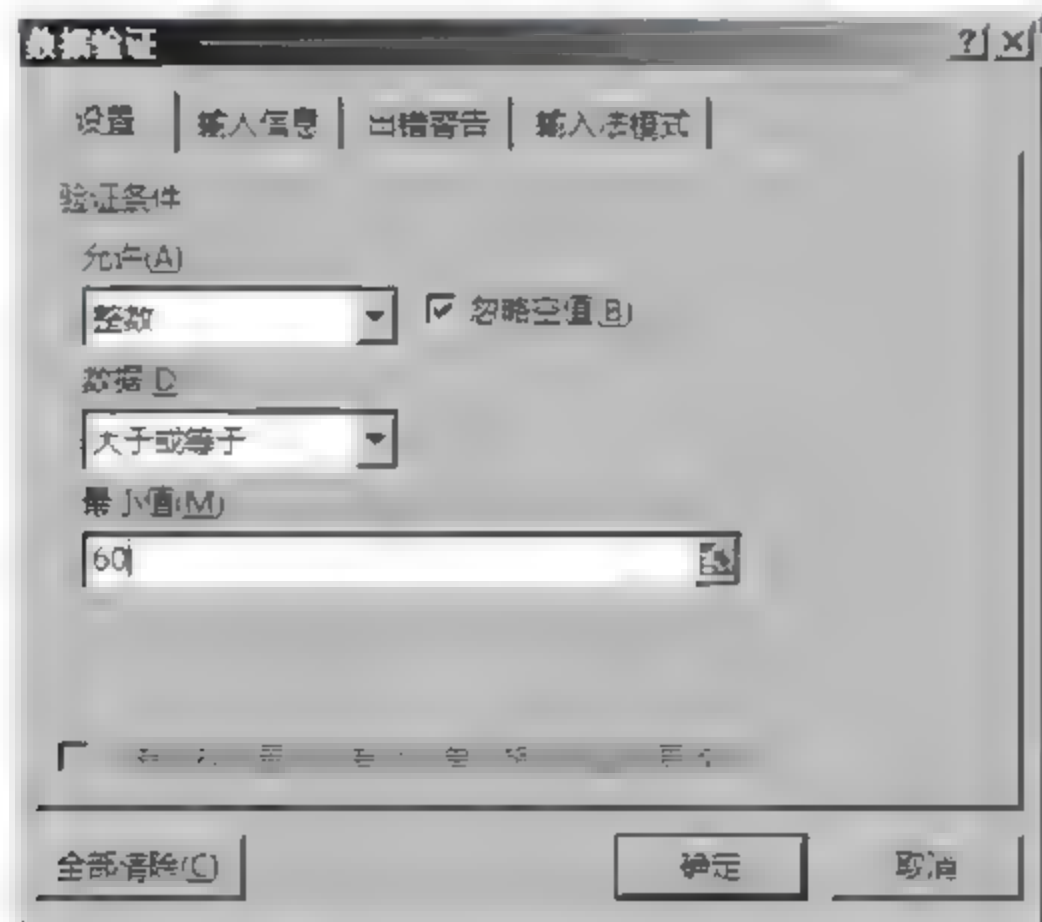 数据验证
设置 输入信息 出错警告 输入法模式
验证条件
允许(A)
整数 忽略空值(B)
数据(D)
大于或等于
最小值(M)
60
全部清除(C) 确定 取消